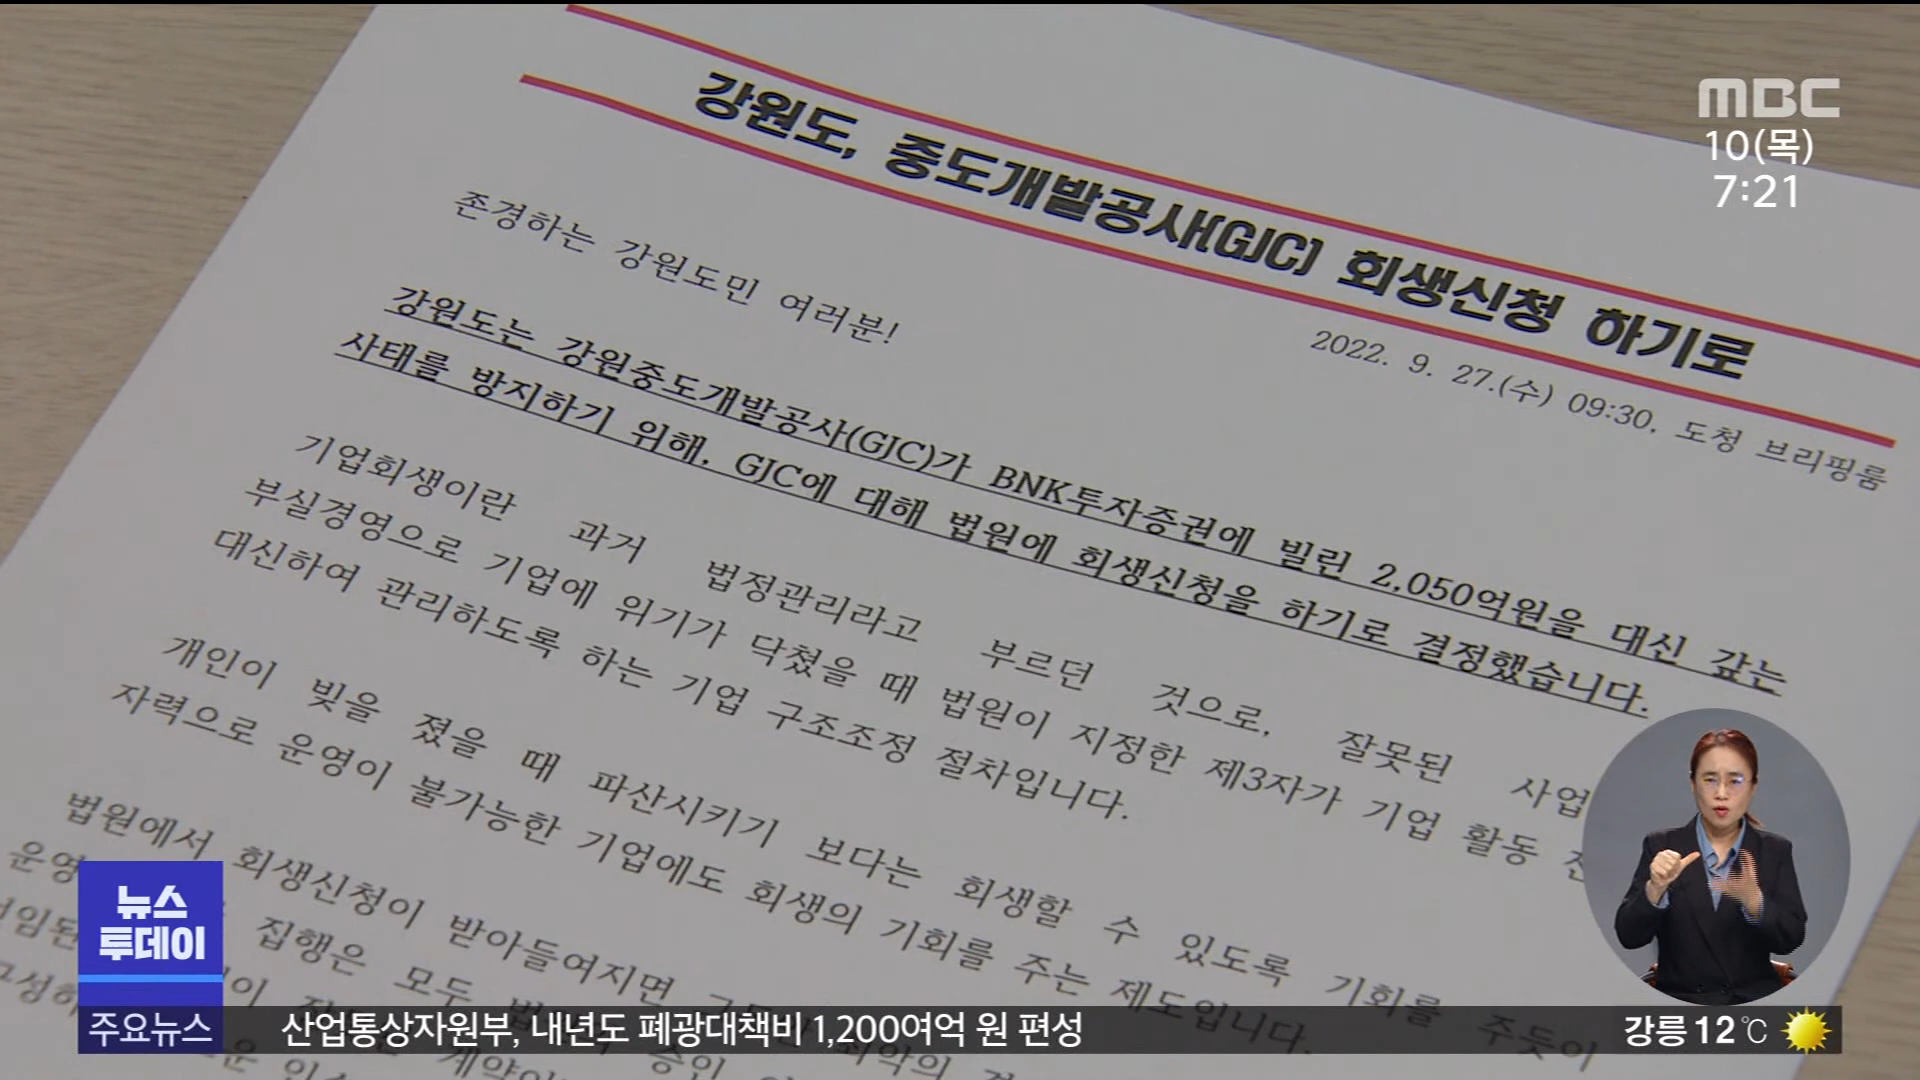 강원도, 중도개발공사(GJC) 회생신청 하기로
2022. 9. 27.(수) 09:30, 도청 브리핑룸
존경하는 강원도민 여러분!
강원도는 강원중도개발공사(GJC)가 BNK투자증권에 빌린 2,050억원을 대신 갚는
사태를 방지하기 위해, GJC에 대해 법원에 회생신청을 하기로 결정했습니다.
기업회생이란 과거 법정관리라고 부르던 것으로, 잘못된 사업
부실경영으로 기업에 위기가 닥쳤을 때 법원이 지정한 제3자가 기업 활동
대신하여 관리하도록 하는 기업 구조조정 절차입니다.
개인이 빚을 졌을 때 파산시키기 보다는 회생할 수 있도록 기회를 주듯이
자력으로 운영이 불가능한 기업에도 회생의 기회를 주는 제도입니다.
법원에서 회생신청이 받아들여지면
운영 집행은 모두
승인
MBC
10(목)
7:21
뉴스
투데이
주요뉴스 산업통상자원부, 내년도 폐광대책비 1,200여억 원 편성
강릉 12℃